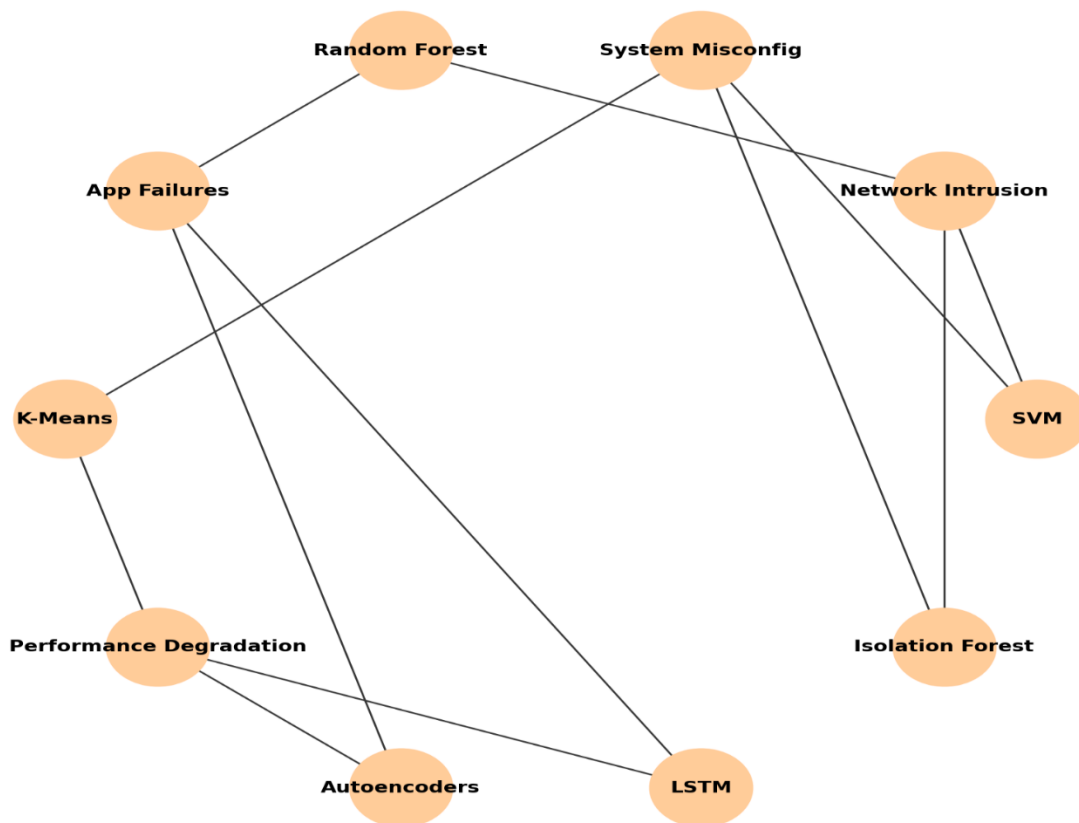 Random Forest
System Misconfig
App Failures
Network Intrusion
K-Means
SVM
Performance Degradation
Isolation Forest
Autoencoders
LSTM